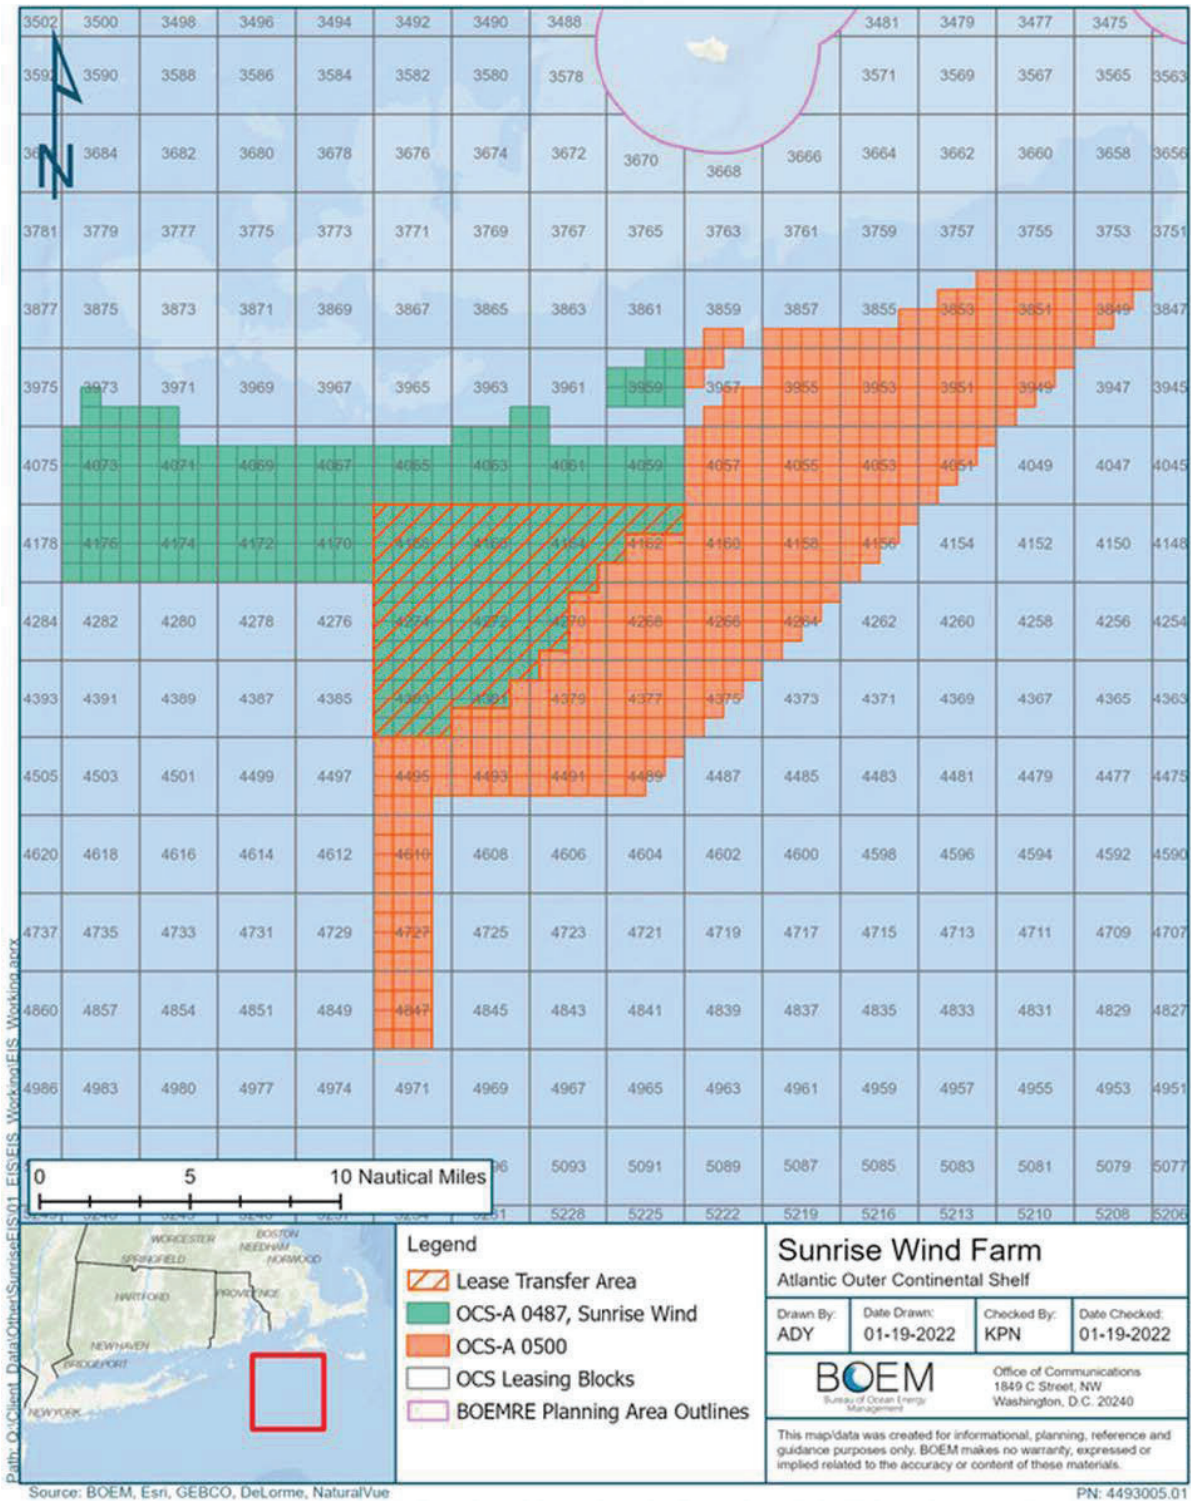 3502 3500 3498 3496 3494 3492 3490 3488 3481 3479 3477 3475
3590 3588 3586 3584 3582 3580 3578 3571 3569 3567 3565 3563
N
3684 3682 3680 3678 3676 3674 3672 3670 3668 3666 3664 3662 3660 3658 3656
3781 3779 3777 3775 3773 3771 3769 3767 3765 3763 3761 3759 3757 3755 3753 3751
3877 3875 3873 3871 3869 3867 3865 3863 3861 3859 3857 3855 3853 3851 3849 3847
3975 3973 3971 3969 3967 3965 3963 3961 3959 3957 3955 3953 3951 3949 3947 3945
4075 4073 4071 4069 4067 4065 4063 4061 4059 4057 4055 4053 4051 4049 4047 4045
4178 4176 4174 4172 4170 4168 4166 4164 4162 4160 4158 4156 4154 4152 4150 4148
4284 4282 4280 4278 4276 4274 4272 4270 4268 4266 4264 4262 4260 4258 4256 4254
4393 4391 4389 4387 4385 4383 4381 4379 4377 4375 4373 4371 4369 4367 4365 4363
4505 4503 4501 4499 4497 4495 4493 4491 4489 4487 4485 4483 4481 4479 4477 4475
4620 4618 4616 4614 4612 4610 4608 4606 4604 4602 4600 4598 4596 4594 4592 4590
4737 4735 4733 4731 4729 4727 4725 4723 4721 4719 4717 4715 4713 4711 4709 4707
4860 4857 4854 4851 4849 4847 4845 4843 4841 4839 4837 4835 4833 4831 4829 4827
4986 4983 4980 4977 4974 4971 4969 4967 4965 4963 4961 4959 4957 4955 4953 4951
5093 5091 5089 5087 5085 5083 5081 5079 5077
0 5 10 Nautical Miles
5228 5225 5222 5219 5216 5213 5210 5208 5206
Path: Q:\Client_Data\Other\SunriseEIS\01_EIS\EIS_Working\EIS_Working.aprx
WORCESTER
BOSTON
NEEDHAM
NORWOOD
SPRINGFIELD
HARTFORD
PROVIDENCE
NEW HAVEN
BRIDGEPORT
NEW YORK
Legend
Lease Transfer Area
OCS-A 0487, Sunrise Wind
OCS-A 0500
OCS Leasing Blocks
BOEMRE Planning Area Outlines
Sunrise Wind Farm
Atlantic Outer Continental Shelf
Drawn By: Date Drawn: Checked By: Date Checked:
ADY 01-19-2022 KPN 01-19-2022
BOEM
Bureau of Ocean Energy
Management
Office of Communications
1849 C Street, NW
Washington, D.C. 20240
This map/data was created for informational, planning, reference and
guidance purposes only. BOEM makes no warranty, expressed or
implied related to the accuracy or content of these materials.
Source: BOEM, Esri, GEBCO, DeLorme, NaturalVue
PN: 4493005.01